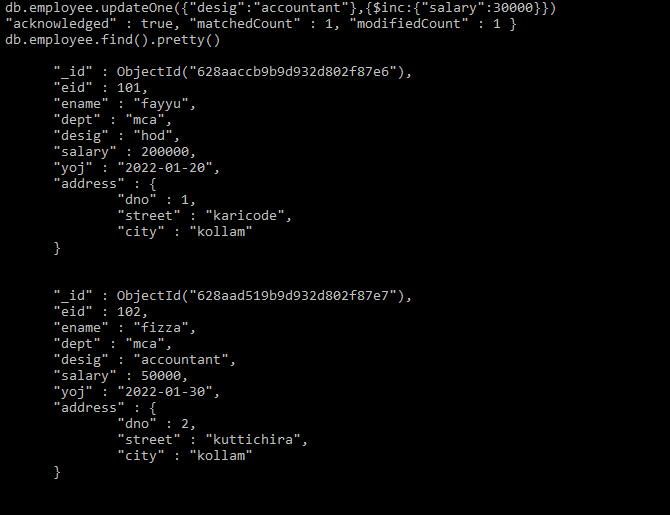 db.employee.updateOne({"desig":"accountant"},{$inc:{"salary":30000}})
"acknowledged" : true, "matchedCount" : 1, "modifiedCount" : 1 }
db.employee.find().pretty()
"_id" : ObjectId("628aaccb9b9d932d802f87e6"),
"eid" : 101,
"ename" : "fayyu",
"dept" : "mca",
"desig" : "hod",
"salary" : 200000,
"yoj" : "2022-01-20",
"address" : {
"dno" : 1,
"street" : "karicode",
"city" : "kollam"
}
"_id" : ObjectId("628aad519b9d932d802f87e7"),
"eid" : 102,
"ename" : "fizza",
"dept" : "mca",
"desig" : "accountant",
"salary" : 50000,
"yoj" : "2022-01-30",
"address" : {
"dno" : 2,
"street" : "kuttichira",
"city" : "kollam"
}